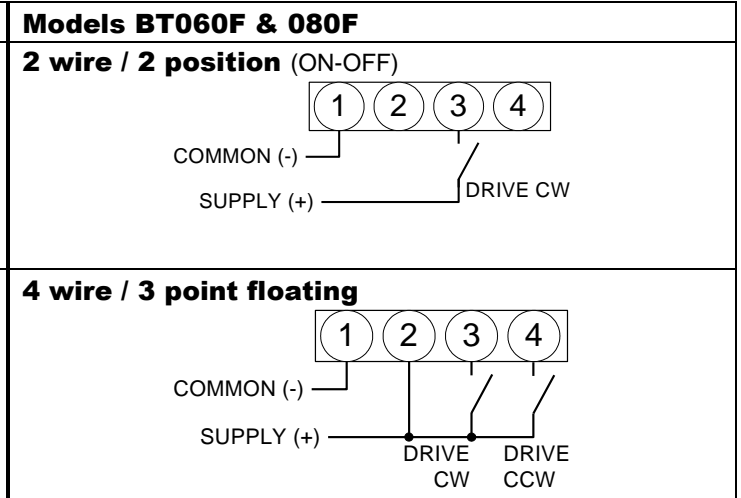 Models BT060F & 080F
2 wire / 2 position (ON-OFF)
1 2 3 4
COMMON (-)
DRIVE CW
SUPPLY (+)
4 wire / 3 point floating
1 2 3 4
COMMON (-)
SUPPLY (+)
DRIVE DRIVE
CW CCW